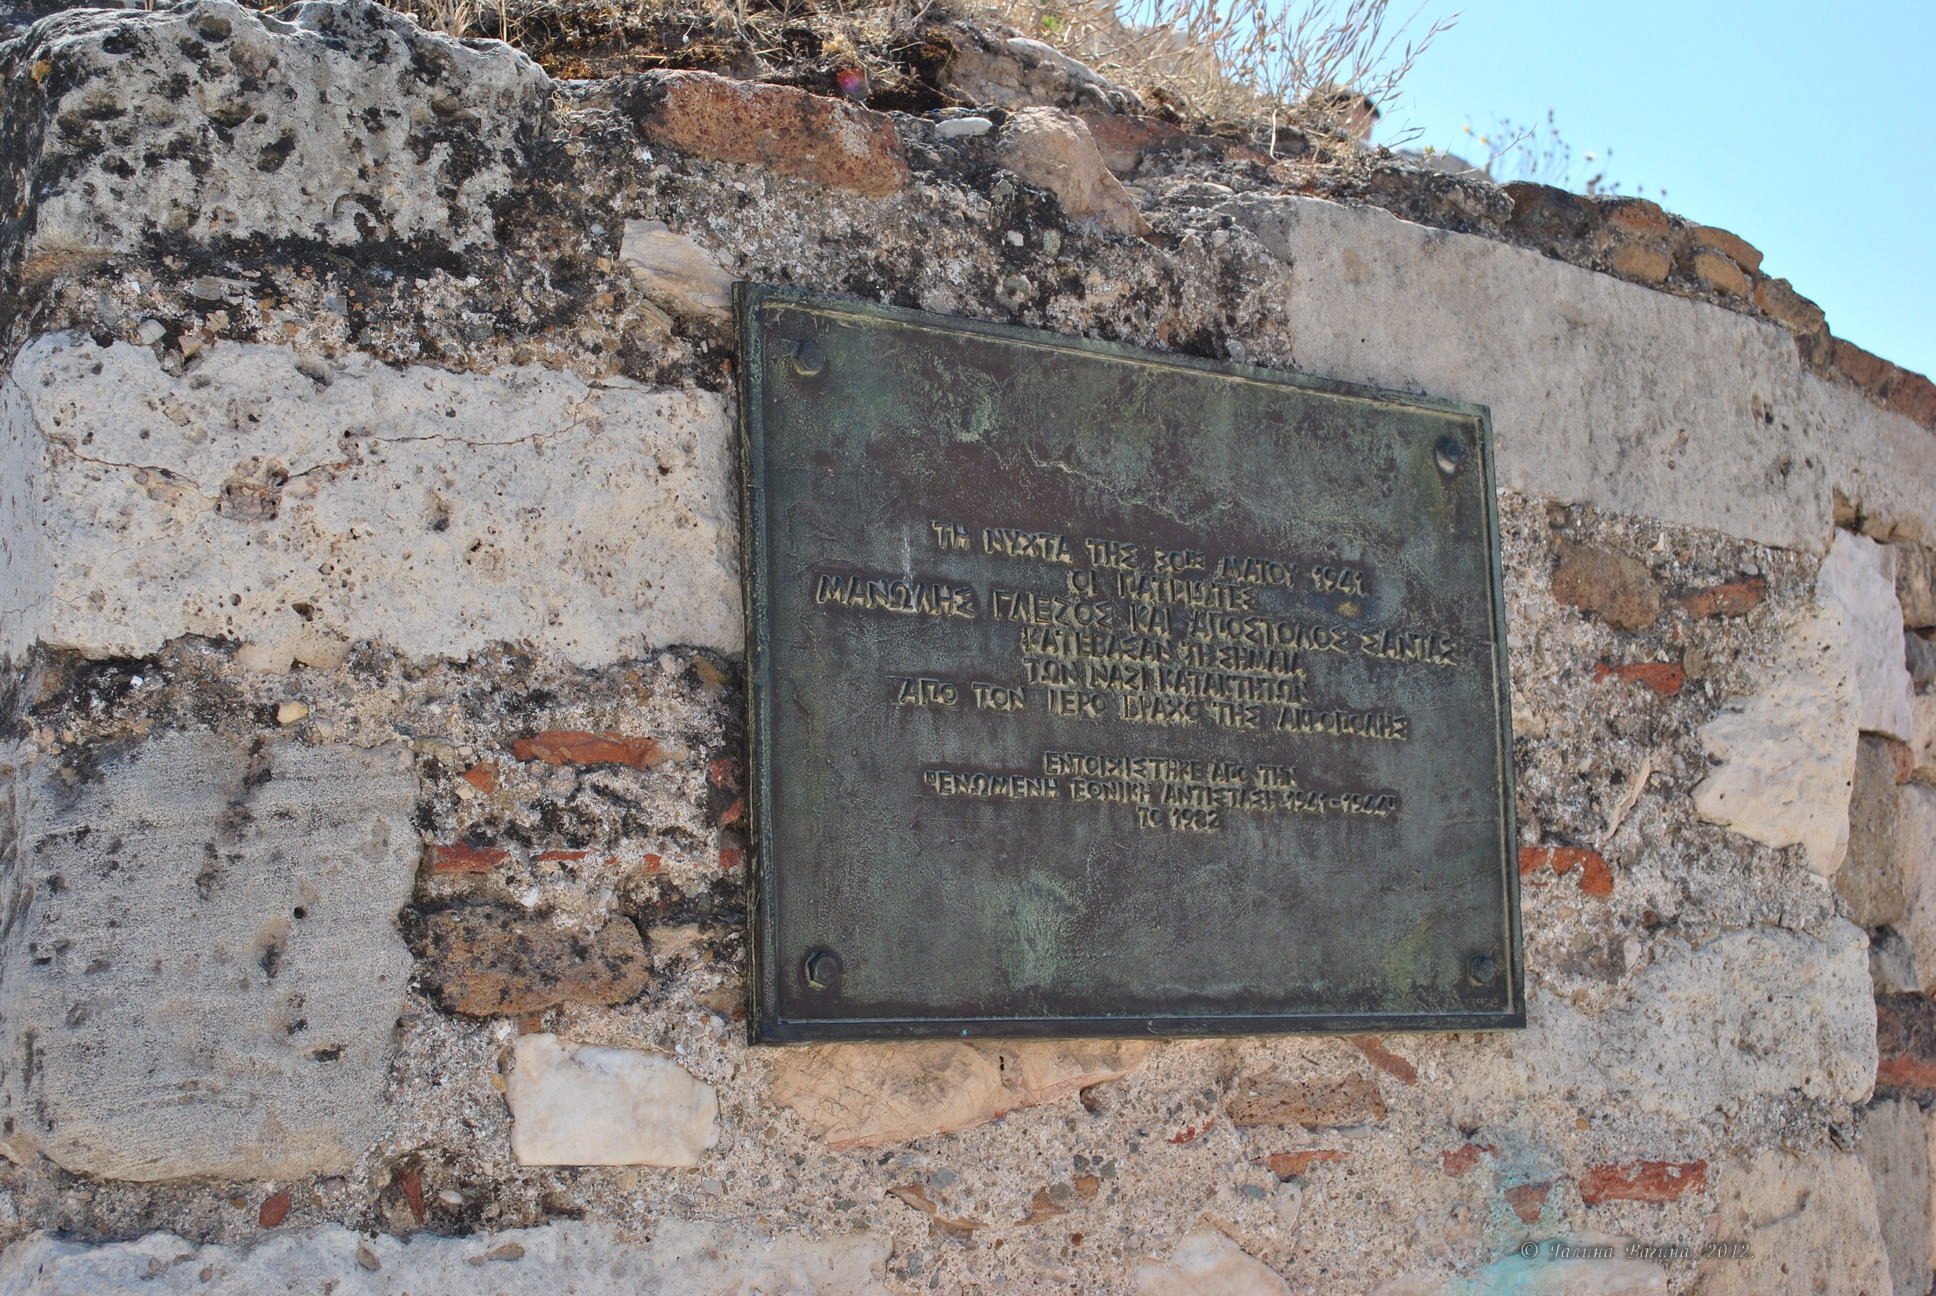 ΤΗ ΝΥΧΤΑ ΤΗΣ 30ης ΜΑΪΟΥ 1941
ΟΙ ΠΑΤΡΙΩΤΕΣ
ΜΑΝΩΛΗΣ ΓΛΕΖΟΣ ΚΑΙ ΑΠΟΣΤΟΛΟΣ ΣΑΝΤΑΣ
ΚΑΤΕΒΑΣΑΝ ΤΗ ΣΗΜΑΙΑ
ΤΩΝ ΝΑΖΙ ΚΑΤΑΚΤΗΤΩΝ
ΑΠΟ ΤΟΝ ΙΕΡΟ ΒΡΑΧΟ ΤΗΣ ΑΚΡΟΠΟΛΗΣ
ΕΝΤΟΙΧΙΣΤΗΚΕ ΑΠΟ ΤΗΝ
"ΕΝΩΜΕΝΗ ΕΘΝΙΚΗ ΑΝΤΙΣΤΑΣΗ 1941-1944"
ΤΟ 1982
© Галина Вагина. 2012.